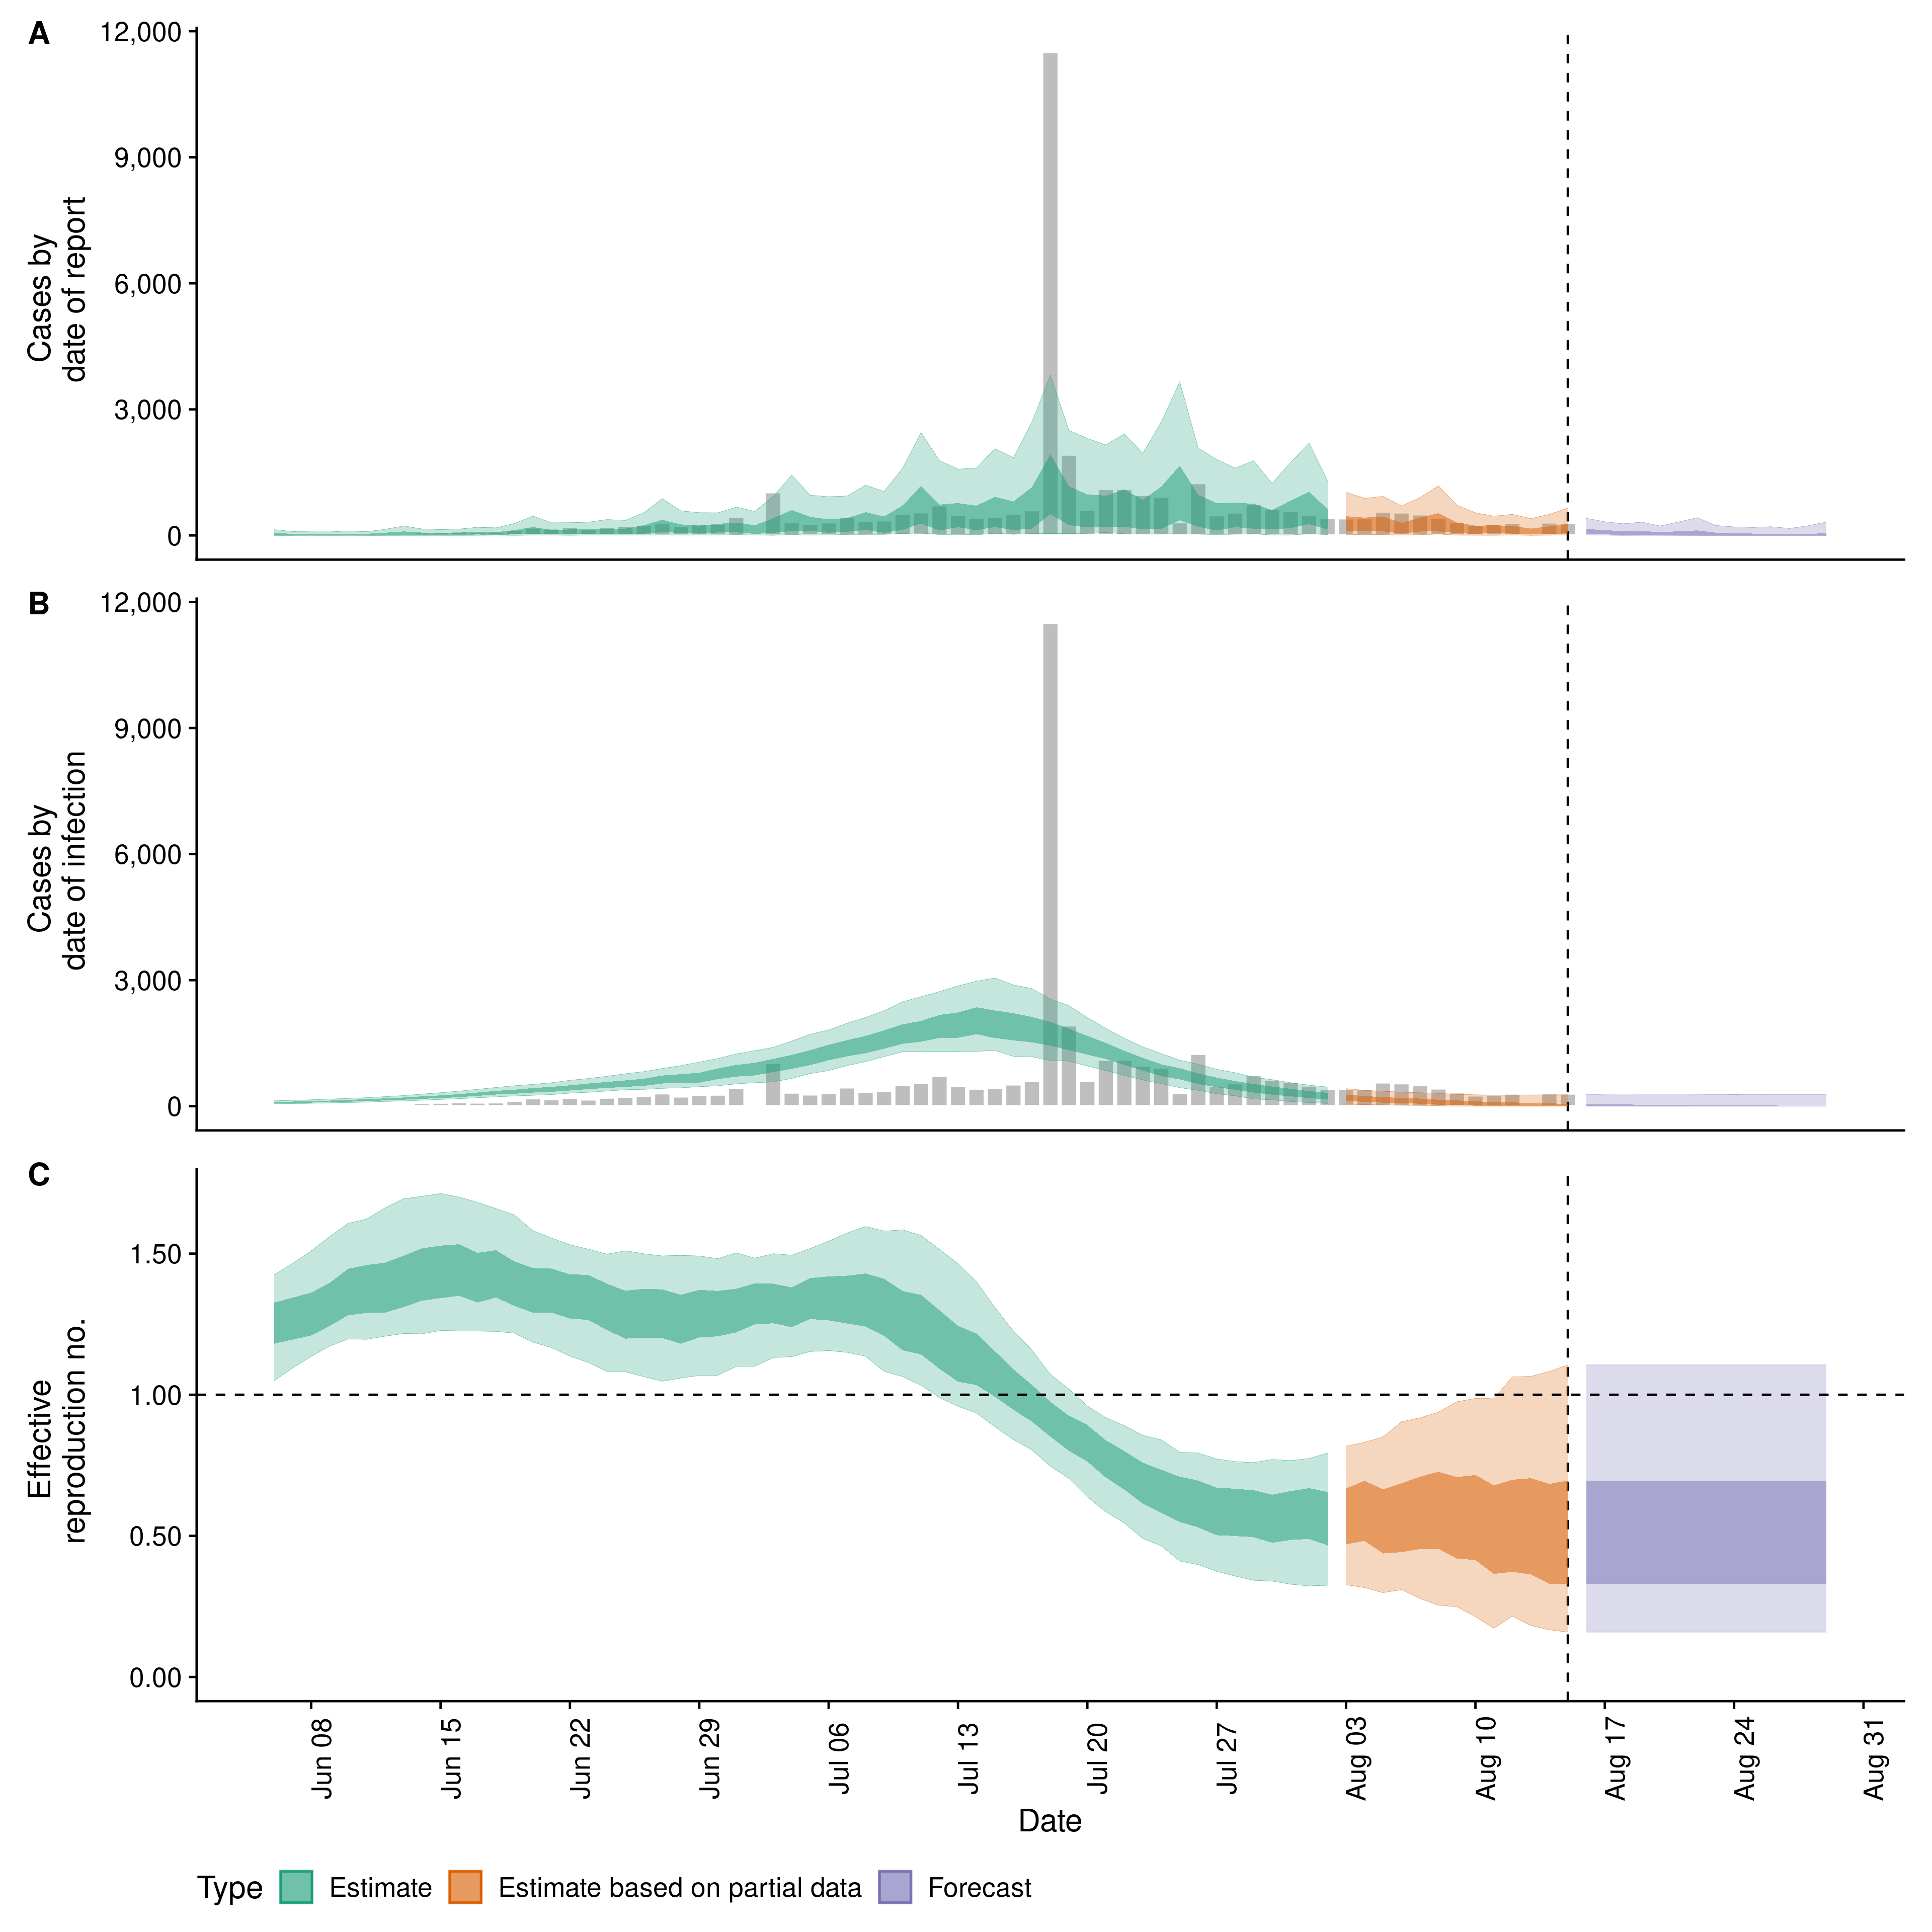 A
12,000
9,000
6,000
3,000
0
Cases by
date of report
B
12,000
9,000
6,000
3,000
0
Cases by
date of infection
C
1.50
1.00
0.50
0.00
Effective
reproduction no.
Jun 08
Jun 15
Jun 22
Jun 29
Jul 06
Jul 13
Jul 20
Jul 27
Aug 03
Aug 10
Aug 17
Aug 24
Aug 31
Date
Type Estimate Estimate based on partial data Forecast